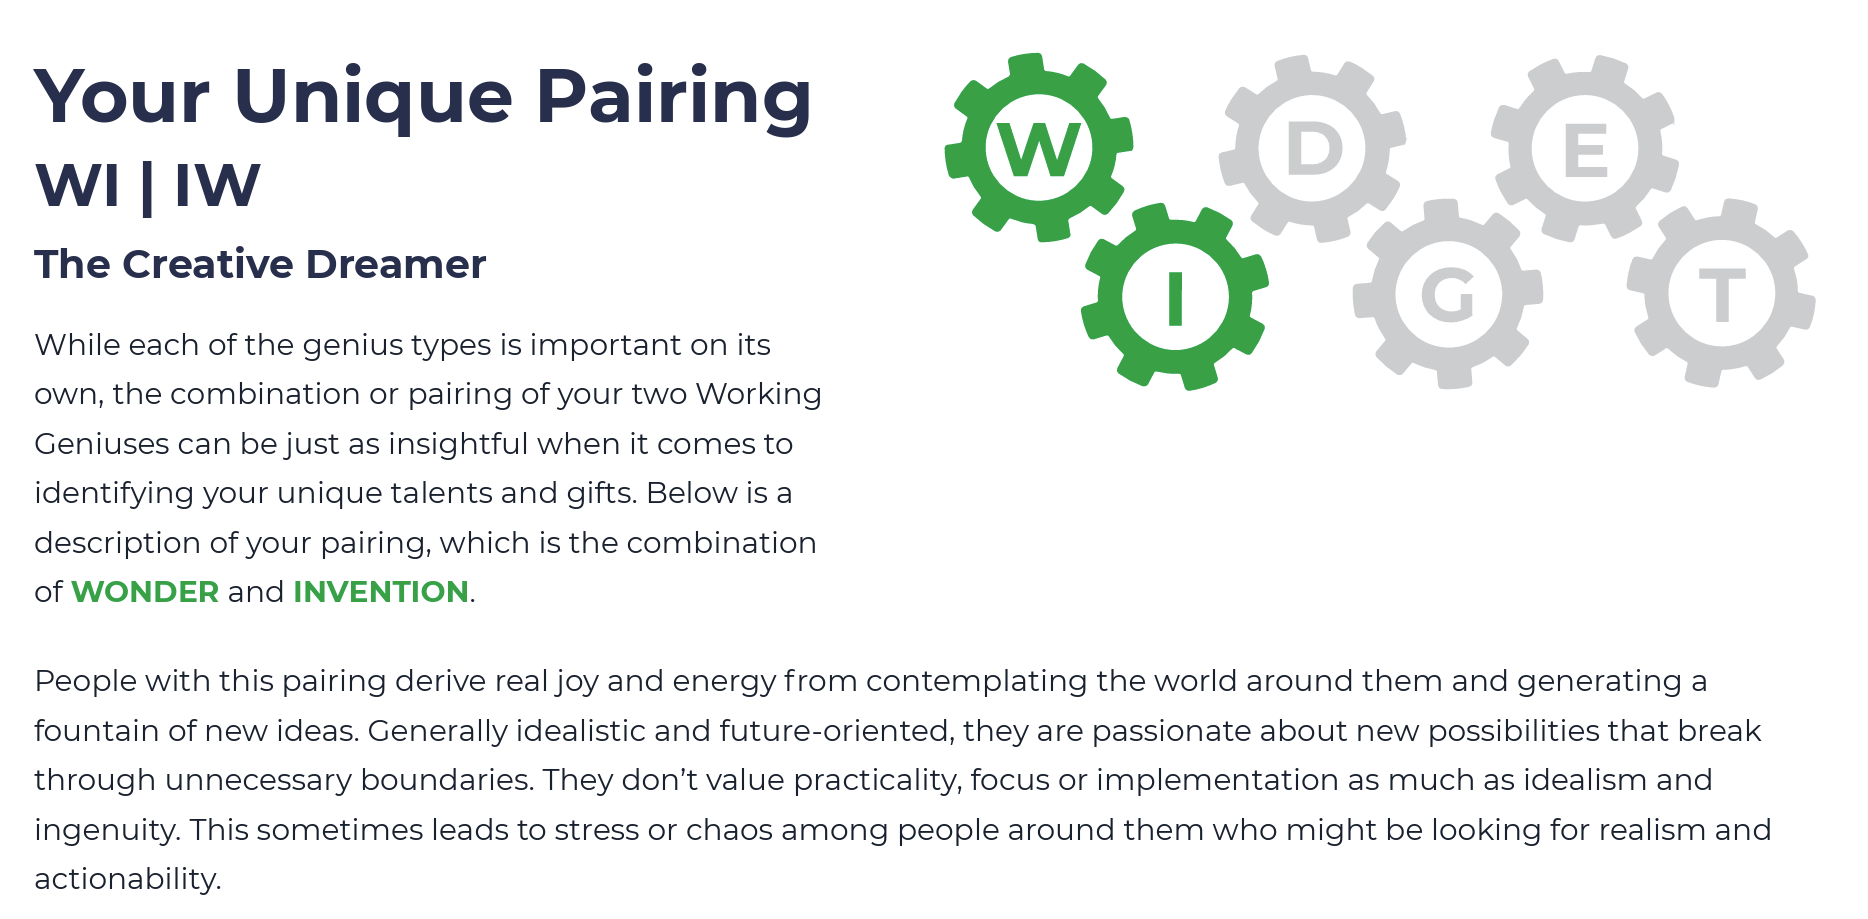 Your Unique Pairing
WI | IW
The Creative Dreamer
While each of the genius types is important on its
own, the combination or pairing of your two Working
Geniuses can be just as insightful when it comes to
identifying your unique talents and gifts. Below is a
description of your pairing, which is the combination
of WONDER and INVENTION.
W
D
E
I
G
T
People with this pairing derive real joy and energy from contemplating the world around them and generating a
fountain of new ideas. Generally idealistic and future-oriented, they are passionate about new possibilities that break
through unnecessary boundaries. They don’t value practicality, focus or implementation as much as idealism and
ingenuity. This sometimes leads to stress or chaos among people around them who might be looking for realism and
actionability.